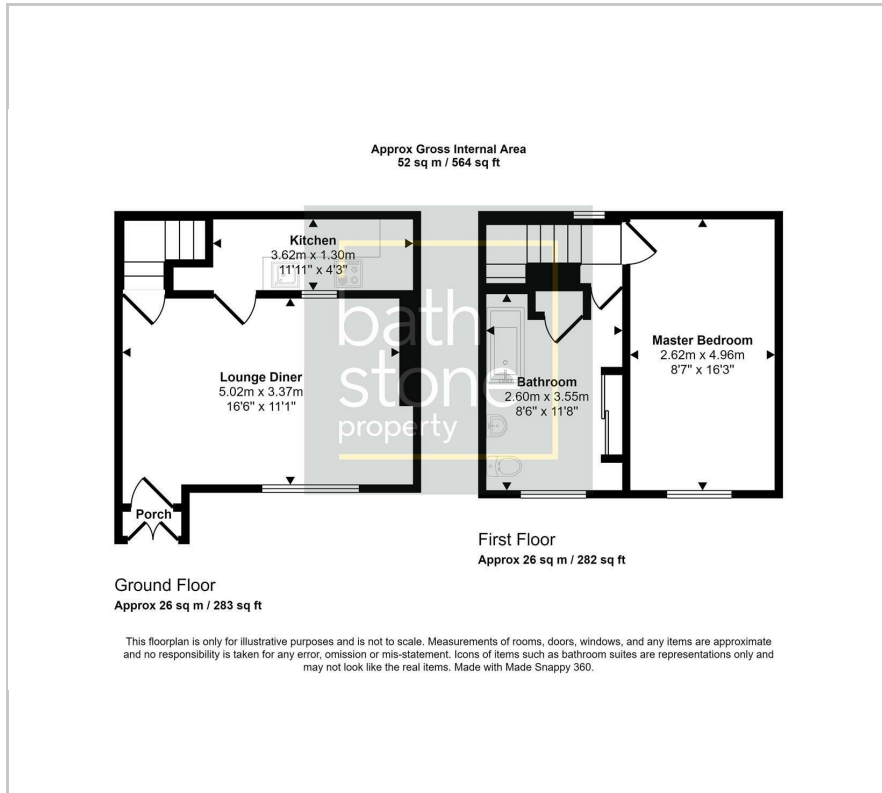 Approx Gross Internal Area
52 sq m / 564 sq ft
Kitchen
3.62m x 1.30m
11'11" x 4'3"
Lounge Diner
5.02m x 3.37m
16'6" x 11'1"
Porch
Ground Floor
Approx 26 sq m / 283 sq ft
bath
stone
property
Bathroom
2.60m x 3.55m
8'6" x 11'8"
Master Bedroom
2.62m x 4.96m
8'7" x 16'3"
First Floor
Approx 26 sq m / 282 sq ft
This floorplan is only for illustrative purposes and is not to scale. Measurements of rooms, doors, windows, and any items are approximate
and no responsibility is taken for any error, omission or mis-statement. Icons of items such as bathroom suites are representations only and
may not look like the real items. Made with Made Snappy 360.